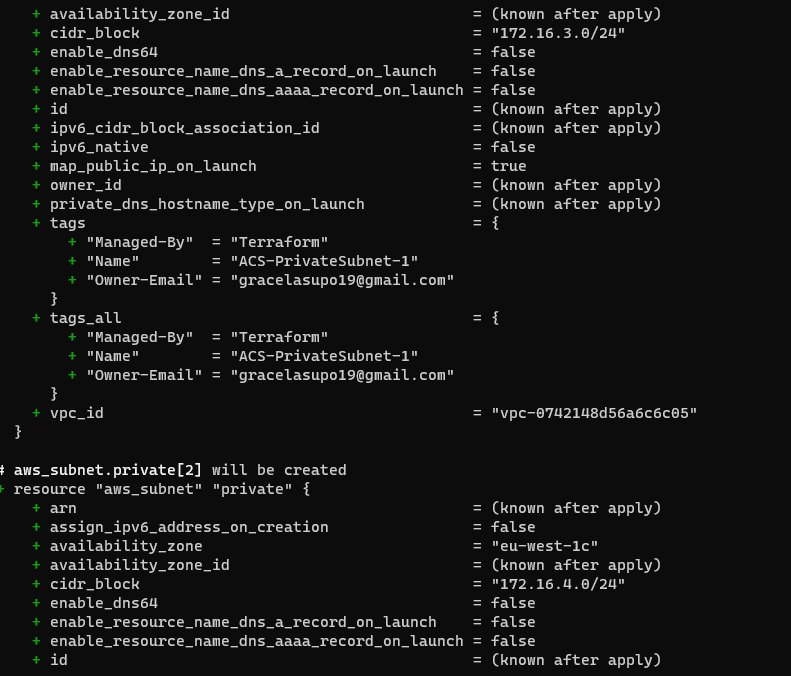 + availability_zone_id = (known after apply)
+ cidr_block = "172.16.3.0/24"
+ enable_dns64 = false
+ enable_resource_name_dns_a_record_on_launch = false
+ enable_resource_name_dns_aaaa_record_on_launch = false
+ id = (known after apply)
+ ipv6_cidr_block_association_id = (known after apply)
+ ipv6_native = false
+ map_public_ip_on_launch = true
+ owner_id = (known after apply)
+ private_dns_hostname_type_on_launch = (known after apply)
+ tags = {
+ "Managed-By" = "Terraform"
+ "Name" = "ACS-PrivateSubnet-1"
+ "Owner-Email" = "gracelasupo19@gmail.com"
}
+ tags_all = {
+ "Managed-By" = "Terraform"
+ "Name" = "ACS-PrivateSubnet-1"
+ "Owner-Email" = "gracelasupo19@gmail.com"
}
+ vpc_id = "vpc-0742148d56a6c6c05"
}
# aws_subnet.private[2] will be created
+ resource "aws_subnet" "private" {
+ arn = (known after apply)
+ assign_ipv6_address_on_creation = false
+ availability_zone = "eu-west-1c"
+ availability_zone_id = (known after apply)
+ cidr_block = "172.16.4.0/24"
+ enable_dns64 = false
+ enable_resource_name_dns_a_record_on_launch = false
+ enable_resource_name_dns_aaaa_record_on_launch = false
+ id = (known after apply)